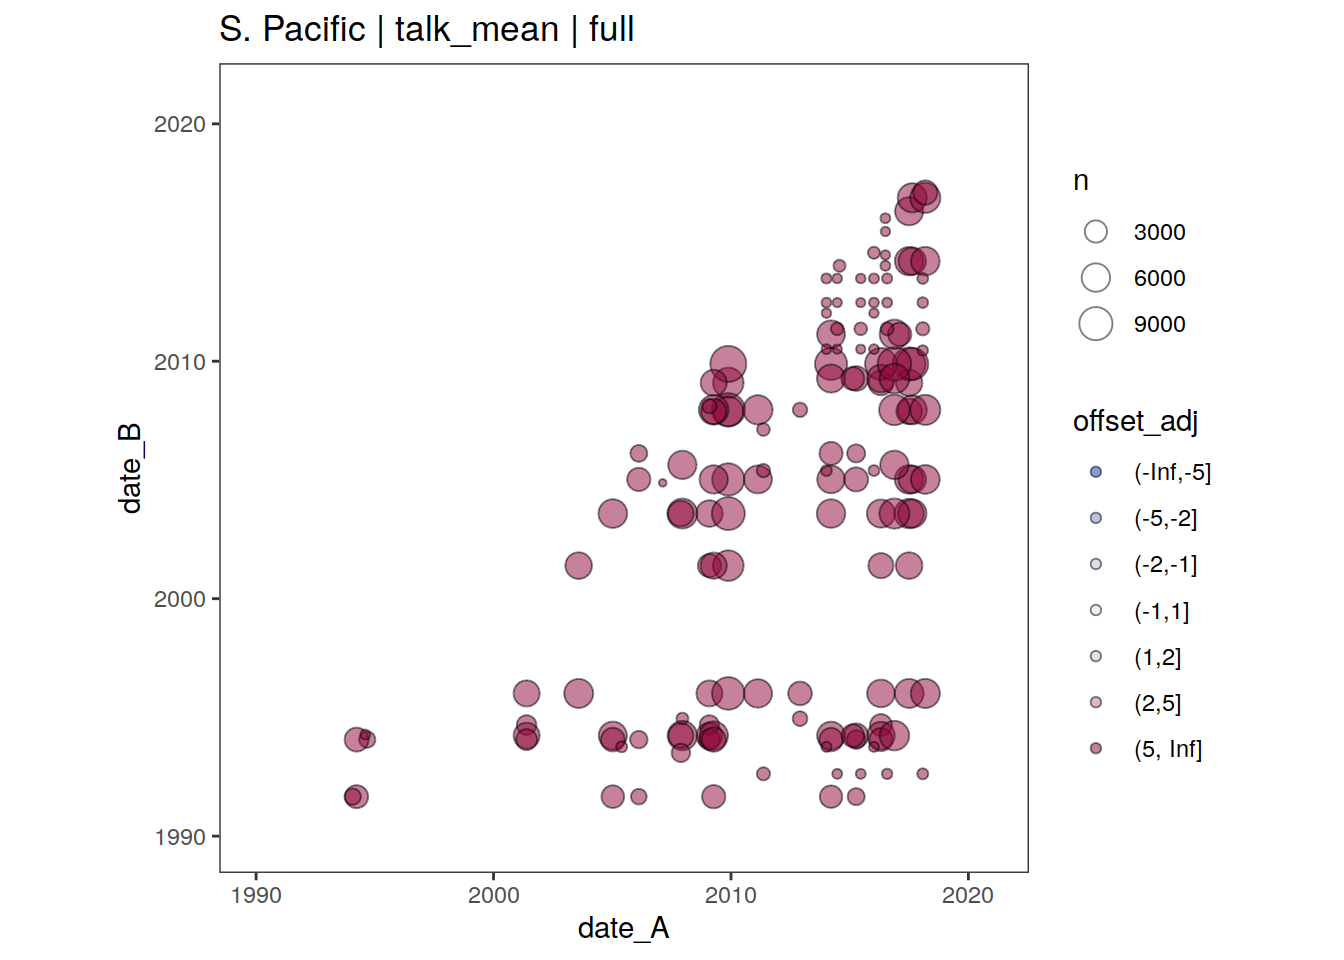 S. Pacific | talk_mean | full
date_B
2020
2010
2000
1990
1990
2000
2010
2020
date_A
n
3000
6000
9000
offset_adj
(-Inf,-5]
(-5,-2]
(-2,-1]
(-1,1]
(1,2]
(2,5]
(5, Inf]